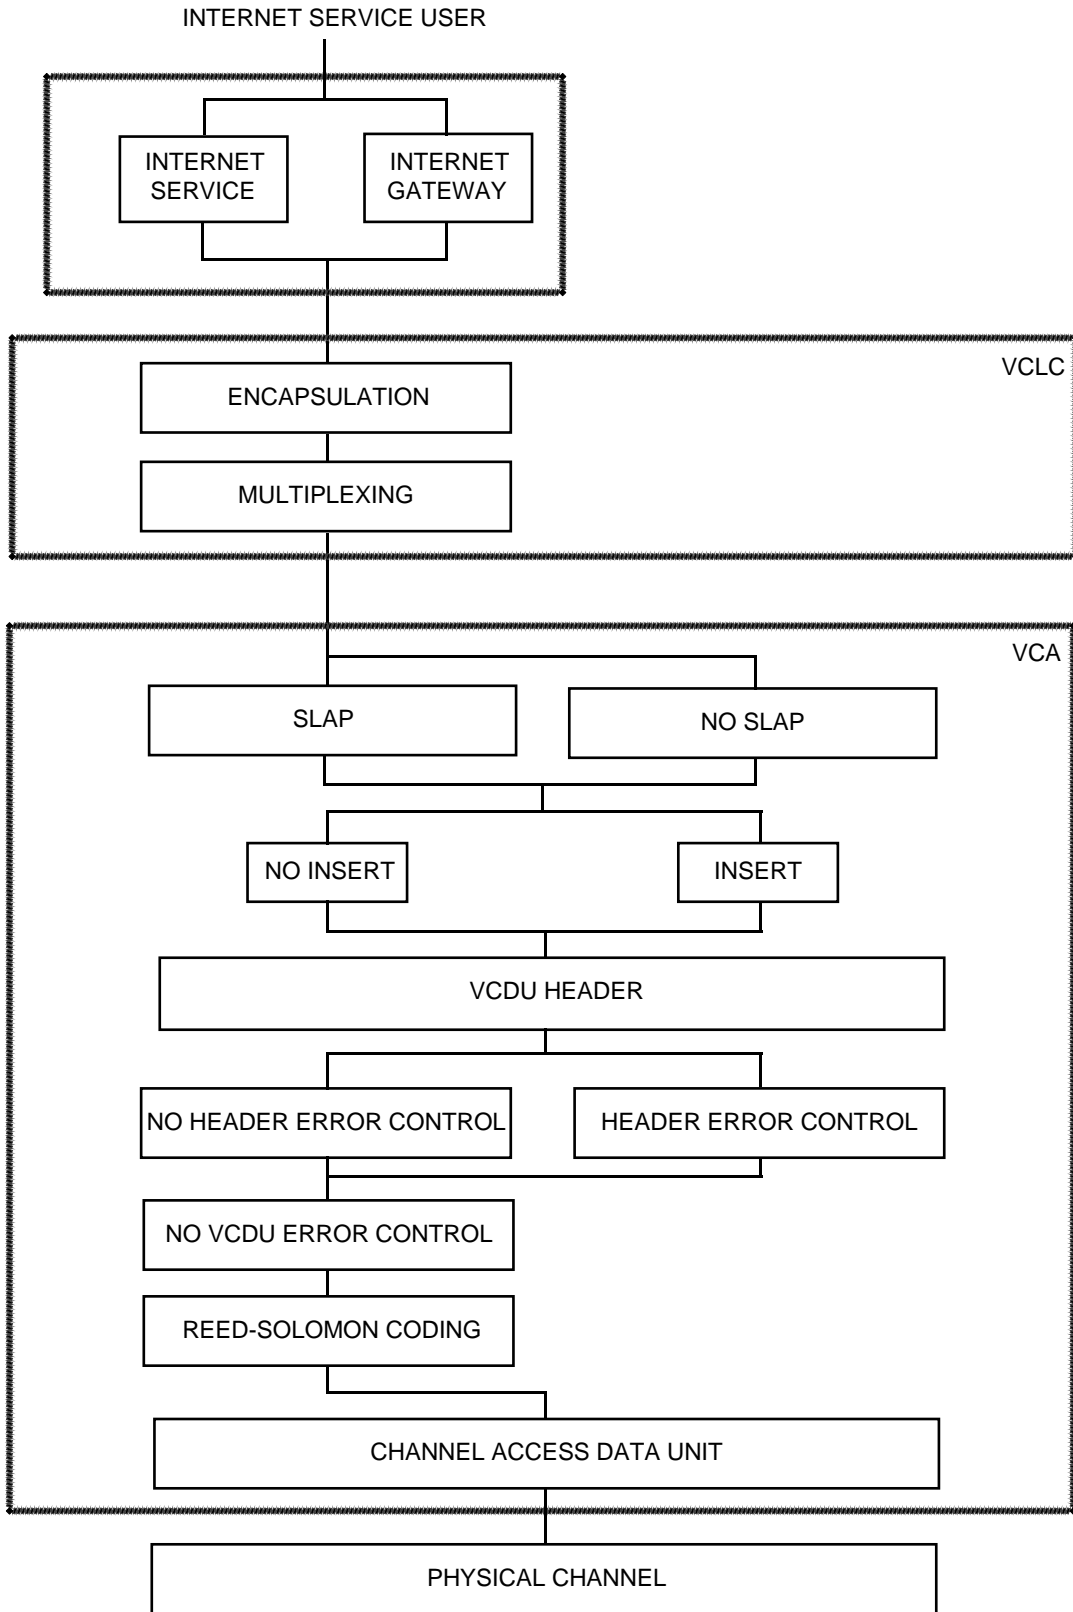 INTERNET SERVICE USER
INTERNET
SERVICE
INTERNET
GATEWAY
VCLC
ENCAPSULATION
MULTIPLEXING
VCA
SLAP
NO SLAP
NO INSERT
INSERT
VCDU HEADER
NO HEADER ERROR CONTROL
HEADER ERROR CONTROL
NO VCDU ERROR CONTROL
REED-SOLOMON CODING
CHANNEL ACCESS DATA UNIT
PHYSICAL CHANNEL